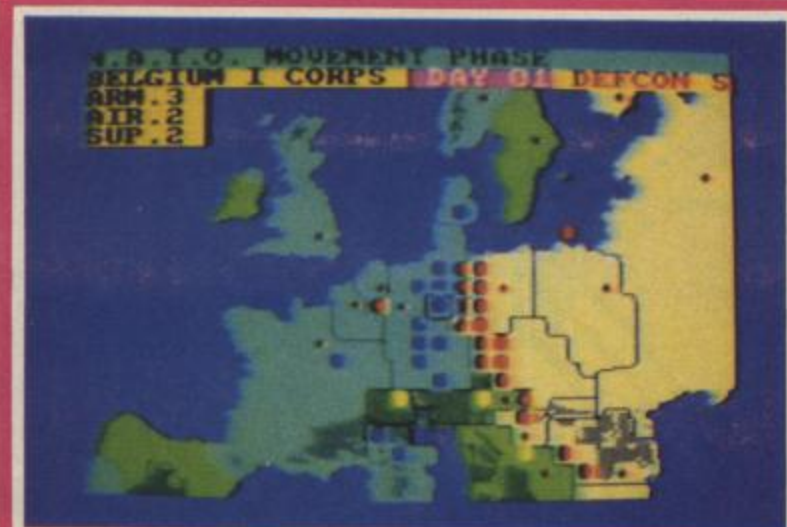 N.A.T.O. MOVEMENT PHASE
BELGIUM I CORPS DAY 01 DEFCON 5
ARM.3
AIR.2
SUP.2